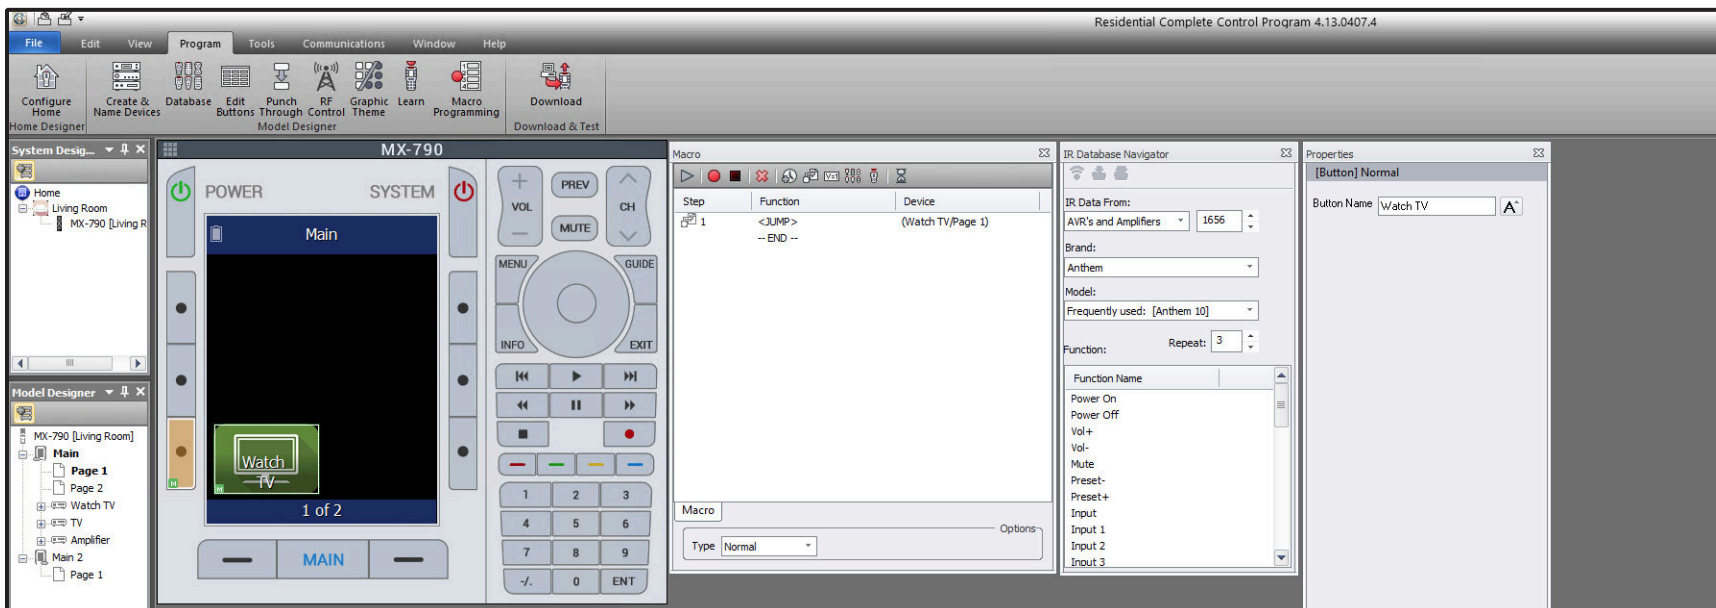 Residential Complete Control Program 4.13.0407.4
File Edit View Program Tools Communications Window Help
Configure Home
Create & Name Devices
Database
Edit Buttons
Punch Through
RF Control
Graphic Theme
Learn
Macro Programming
Download
Home Designer
Model Designer
Download & Test
System Desig...
Home
Living Room
MX-790 [Living R
Model Designer
MX-790 [Living Room]
Main
Page 1
Page 2
Watch TV
TV
Amplifier
Main 2
Page 1
MX-790
POWER SYSTEM
Main
Watch
TV
M
M
1 of 2
MAIN
+ PREV
VOL CH
– MUTE
MENU GUIDE
INFO EXIT
1 2 3
4 5 6
7 8 9
-/. 0 ENT
Macro
Step Function Device
1 <JUMP> (Watch TV/Page 1)
-- END --
Macro
Options
Type Normal
IR Database Navigator
IR Data From:
AVR's and Amplifiers 1656
Brand:
Anthem
Model:
Frequently used: [Anthem 10]
Function: Repeat: 3
Function Name
Power On
Power Off
Vol+
Vol-
Mute
Preset-
Preset+
Input
Input 1
Input 2
Input 3
Properties
[Button] Normal
Button Name Watch TV A